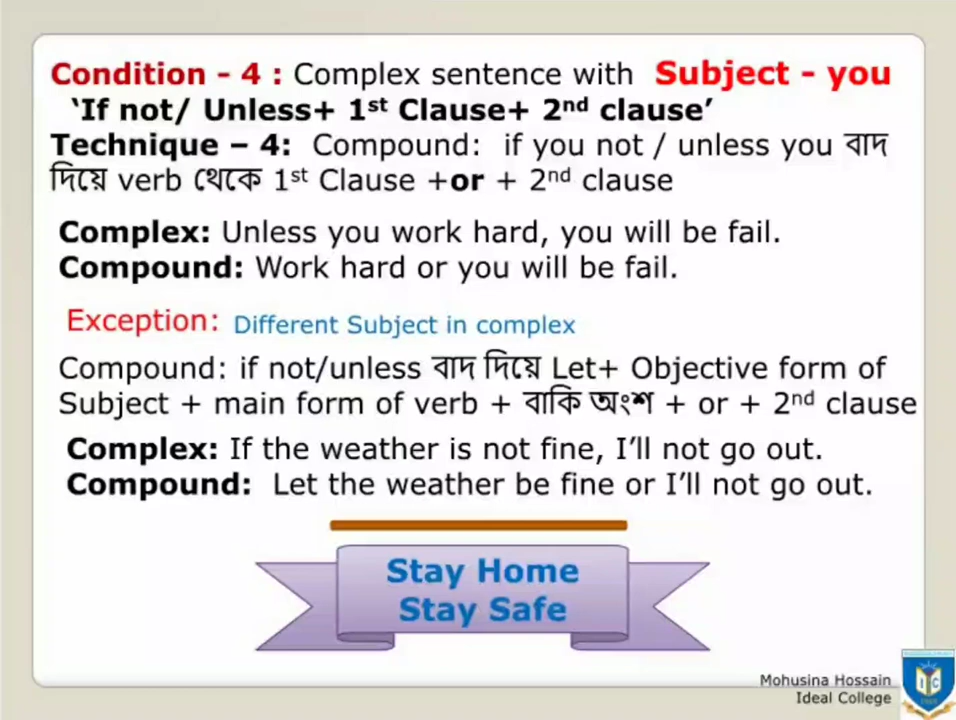 Condition - 4 : Complex sentence with Subject - you
‘If not/ Unless+ 1st Clause+ 2nd clause’
Technique – 4: Compound: if you not / unless you বাদ
দিয়ে verb থেকে 1st Clause +or + 2nd clause
Complex: Unless you work hard, you will be fail.
Compound: Work hard or you will be fail.
Exception: Different Subject in complex
Compound: if not/unless বাদ দিয়ে Let+ Objective form of
Subject + main form of verb + বাকি অংশ + or + 2nd clause
Complex: If the weather is not fine, I’ll not go out.
Compound: Let the weather be fine or I’ll not go out.
Stay Home
Stay Safe
Mohusina Hossain
Ideal College